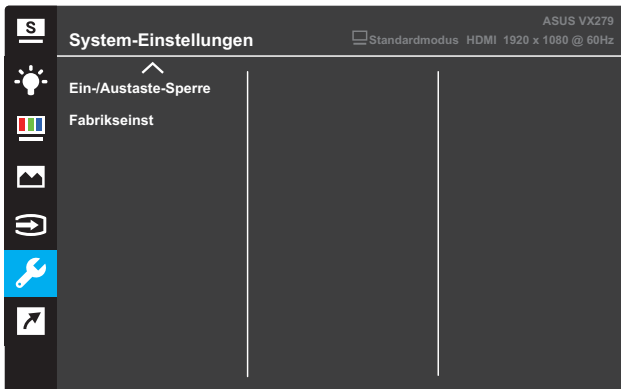 S
ASUS VX279
System-Einstellungen
Standardmodus HDMI 1920 x 1080 @ 60Hz
Ein-/Austaste-Sperre
Fabrikseinst